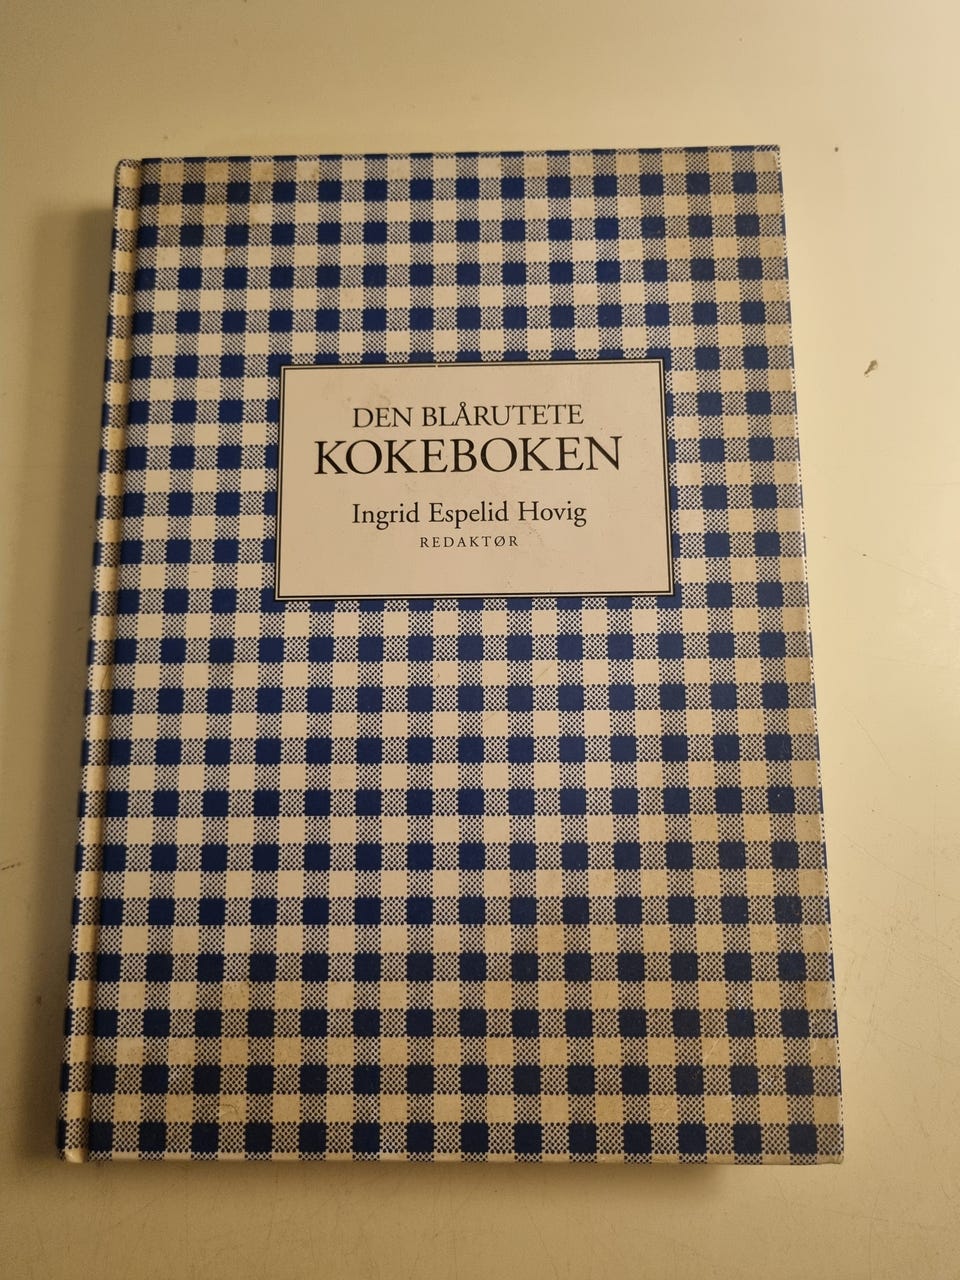 DEN BLÅRUTETE
KOKEBOKEN
Ingrid Espelid Hovig
REDAKTØR